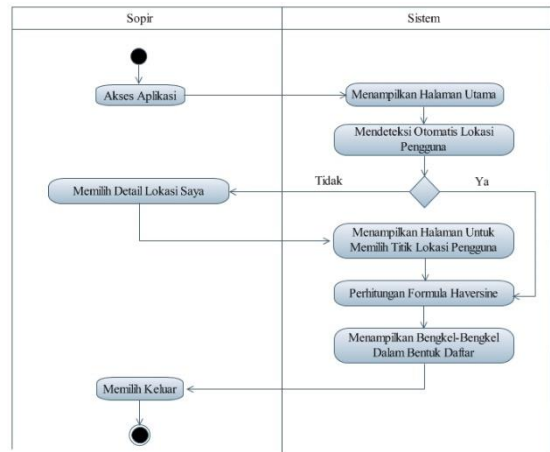 Sopir
Sistem
Akses Aplikasi
Menampilkan Halaman Utama
Mendeteksi Otomatis Lokasi
Pengguna
Tidak
Ya
Memilih Detail Lokasi Saya
Menampilkan Halaman Untuk
Memilih Titik Lokasi Pengguna
Perhitungan Formula Haversine
Menampilkan Bengkel-Bengkel
Dalam Bentuk Daftar
Memilih Keluar